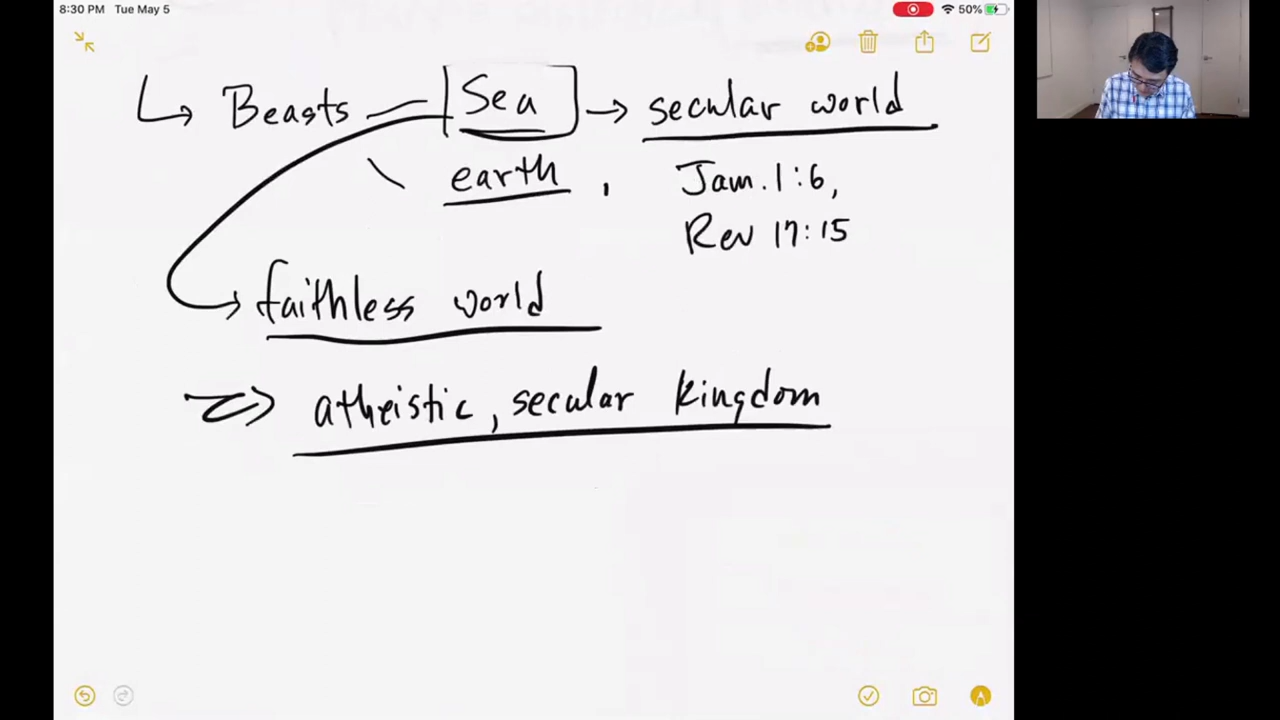 8:30 PM Tue May 5 50%
Beasts Sea → secular world
earth , Jam. 1:6,
Rev 17:15
faithless world
⇒ atheistic, secular kingdom